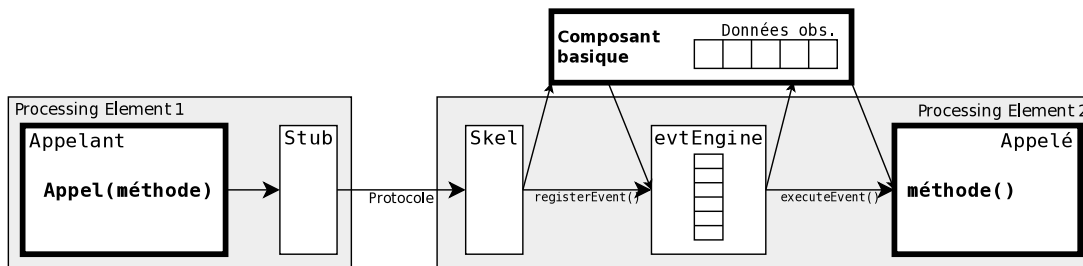 Composant
basique
Données obs.
Processing Element 1
Appelant
Appel(méthode)
Stub
Protocole
Processing Element 2
Skel
registerEvent()
evtEngine
executeEvent()
Appelé
méthode()